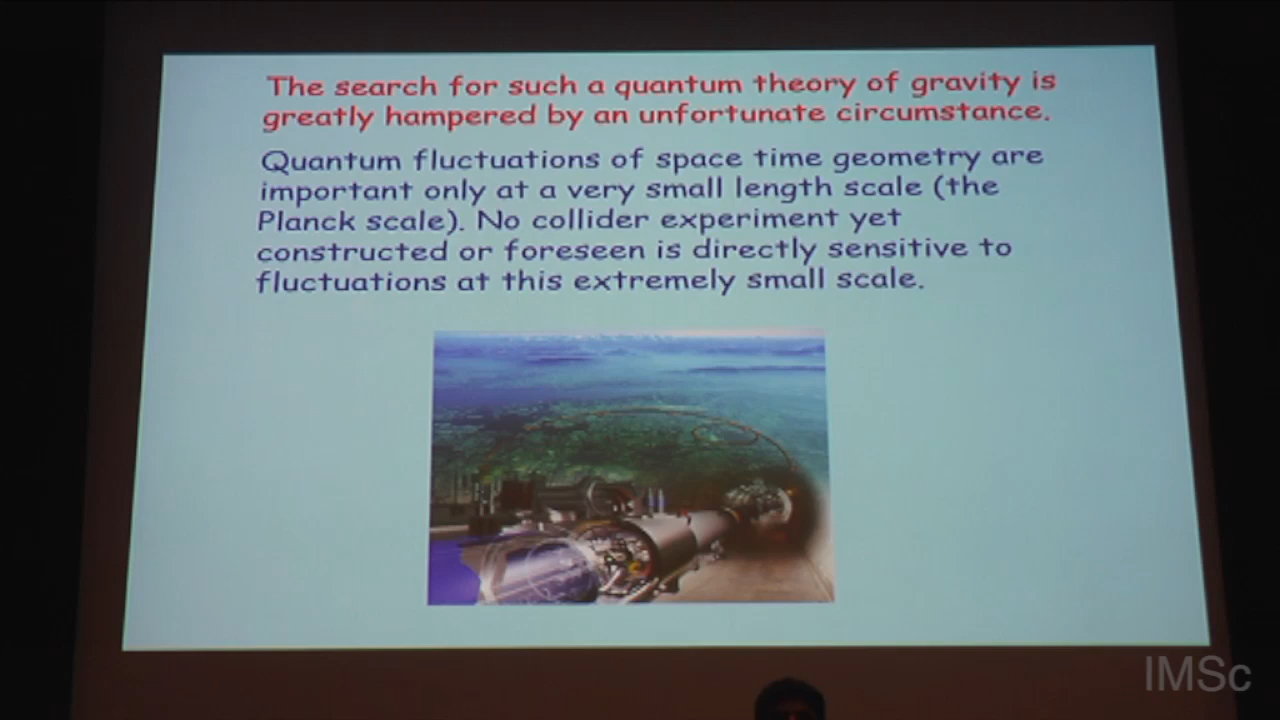 The search for such a quantum theory of gravity is
greatly hampered by an unfortunate circumstance.
Quantum fluctuations of space time geometry are
important only at a very small length scale (the
Planck scale). No collider experiment yet
constructed or foreseen is directly sensitive to
fluctuations at this extremely small scale.
IMSc